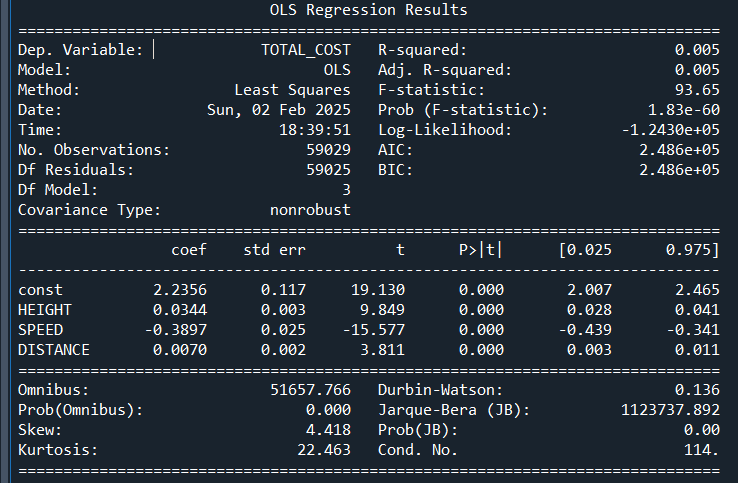 OLS Regression Results
==============================================================================
Dep. Variable: TOTAL_COST R-squared: 0.005
Model: OLS Adj. R-squared: 0.005
Method: Least Squares F-statistic: 93.65
Date: Sun, 02 Feb 2025 Prob (F-statistic): 1.83e-60
Time: 18:39:51 Log-Likelihood: -1.2430e+05
No. Observations: 59029 AIC: 2.486e+05
Df Residuals: 59025 BIC: 2.486e+05
Df Model: 3
Covariance Type: nonrobust
==============================================================================
coef std err t P>|t| [0.025 0.975]
------------------------------------------------------------------------------
const 2.2356 0.117 19.130 0.000 2.007 2.465
HEIGHT 0.0344 0.003 9.849 0.000 0.028 0.041
SPEED -0.3897 0.025 -15.577 0.000 -0.439 -0.341
DISTANCE 0.0070 0.002 3.811 0.000 0.003 0.011
==============================================================================
Omnibus: 51657.766 Durbin-Watson: 0.136
Prob(Omnibus): 0.000 Jarque-Bera (JB): 1123737.892
Skew: 4.418 Prob(JB): 0.00
Kurtosis: 22.463 Cond. No. 114.
==============================================================================